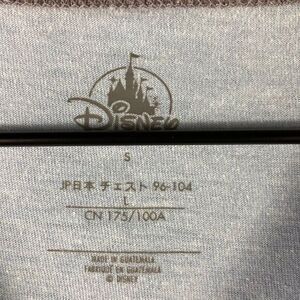 DISNEY
S
JP日本 チェスト 96-104
L
CN 175/100A
MADE IN GUATEMALA
FABRIQUÉ EN GUATEMALA
© DISNEY